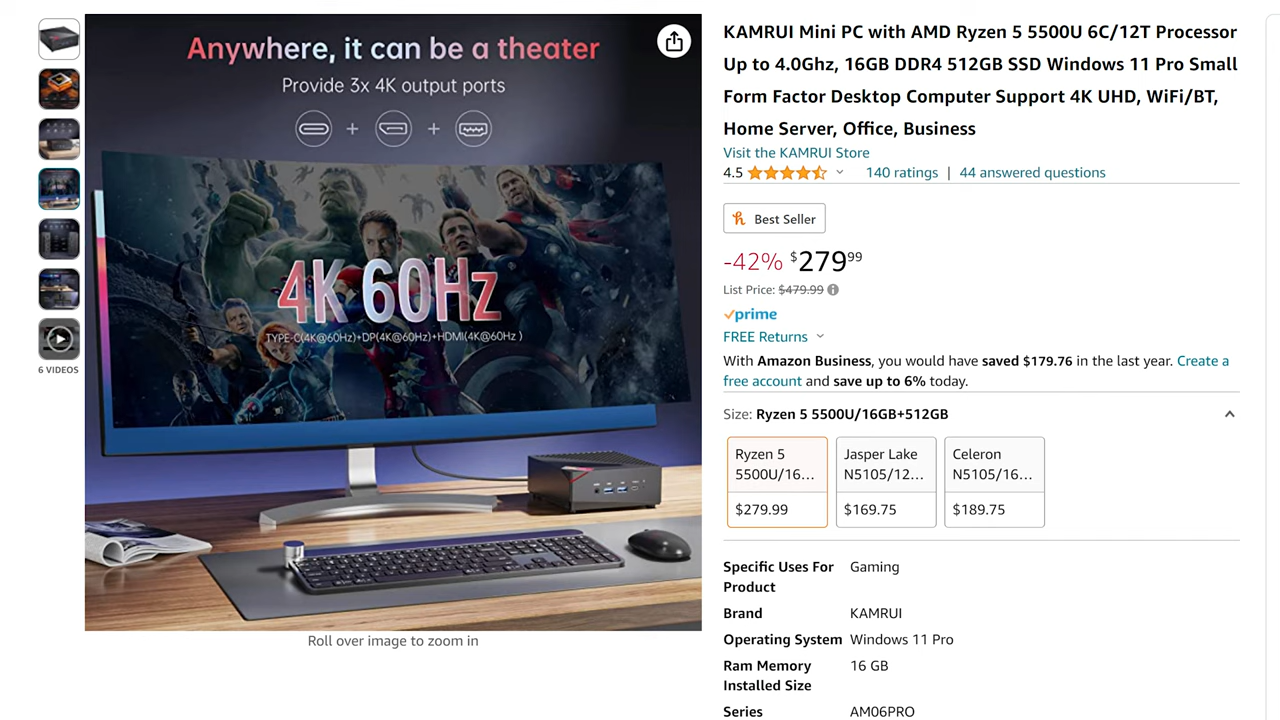 Anywhere, it can be a theater
Provide 3x 4K output ports
+ +
4K 60Hz
TYPE-C(4K@60Hz)+DP(4K@60Hz)+HDMI(4K@60Hz )
6 VIDEOS
Roll over image to zoom in
KAMRUI Mini PC with AMD Ryzen 5 5500U 6C/12T Processor
Up to 4.0Ghz, 16GB DDR4 512GB SSD Windows 11 Pro Small
Form Factor Desktop Computer Support 4K UHD, WiFi/BT,
Home Server, Office, Business
Visit the KAMRUI Store
4.5 140 ratings | 44 answered questions
Best Seller
-42% $27999
List Price: $479.99
prime
FREE Returns
With Amazon Business, you would have saved $179.76 in the last year. Create a
free account and save up to 6% today.
Size: Ryzen 5 5500U/16GB+512GB
Ryzen 5
5500U/16...
$279.99
Jasper Lake
N5105/12...
$169.75
Celeron
N5105/16...
$189.75
Specific Uses For Gaming
Product
Brand KAMRUI
Operating System Windows 11 Pro
Ram Memory 16 GB
Installed Size
Series AM06PRO